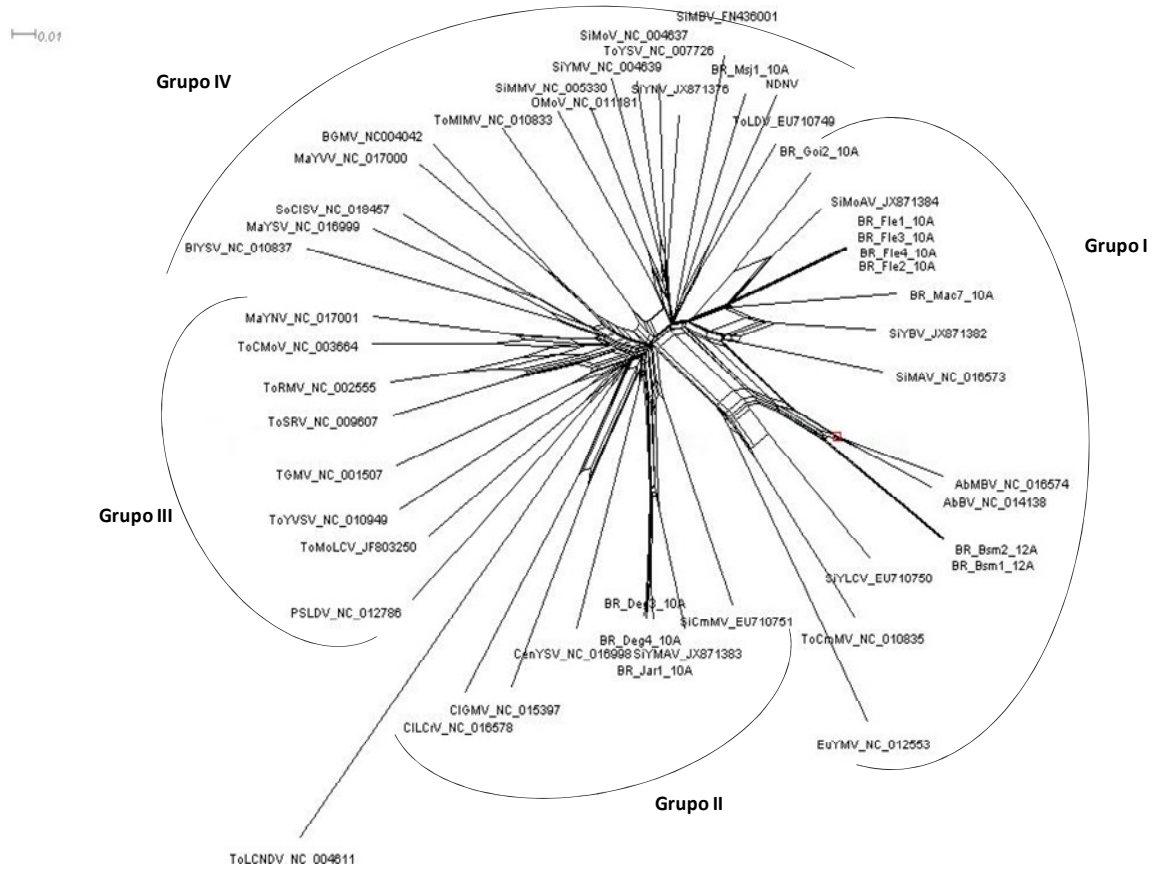 0.01
SiMBV_FN436001
SiMoV_NC_004637
ToYSV_NC_007726
SiYMV_NC_004639
BR_Msj1_10A
Grupo IV
NDNV
SiMMV_NC_005330
SiYNV_JX871376
OMoV_NC_011181
ToMIMV_NC_010833
ToLDV_EU710749
BGMV_NC004042
BR_Goi2_10A
MaYVV_NC_017000
SiMoAV_JX871384
SoCISV_NC_018457
BR_Fle1_10A
MaYSV_NC_016999
BR_Fle3_10A
Grupo I
BlYSV_NC_010837
BR_Fle4_10A
BR_Fle2_10A
BR_Mac7_10A
MaYNV_NC_017001
SiYBV_JX871382
ToCMoV_NC_003664
SiMAV_NC_016573
ToRMV_NC_002555
ToSRV_NC_009607
TGMV_NC_001507
AbMBV_NC_016574
AbBV_NC_014138
Grupo III
ToYVSV_NC_010949
ToMoLCV_JF803250
BR_Bsm2_12A
BR_Bsm1_12A
SiYLCV_EU710750
PSLDV_NC_012786
BR_Deg3_10A
SiCmMV_EU710751
ToCmMV_NC_010835
BR_Deg4_10A
CenYSV_NC_016998
SiYMAV_JX871383
BR_Jar1_10A
ClGMV_NC_015397
ClLCrV_NC_016578
EuYMV_NC_012553
Grupo II
ToLCNDV_NC_004611